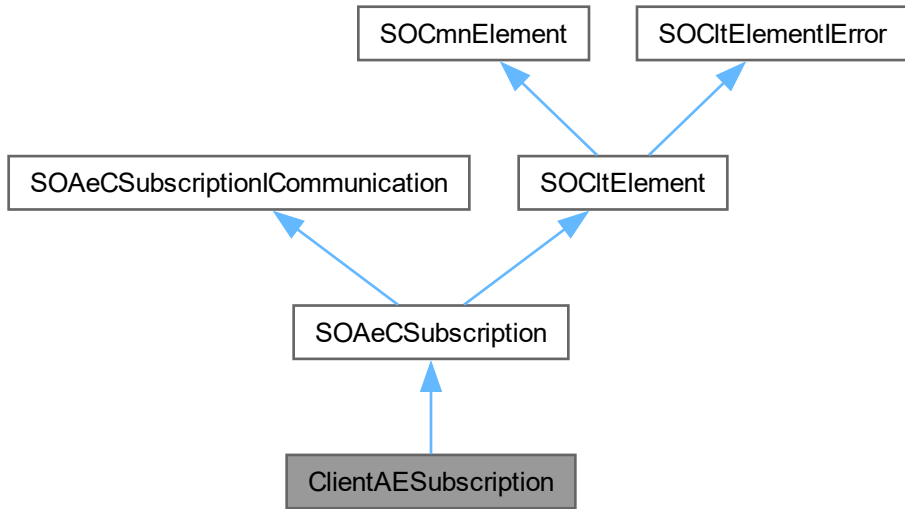 SOCmnElement
SOCltElementIError
SOAeCSubscriptionICommunication
SOCltElement
SOAeCSubscription
ClientAESubscription